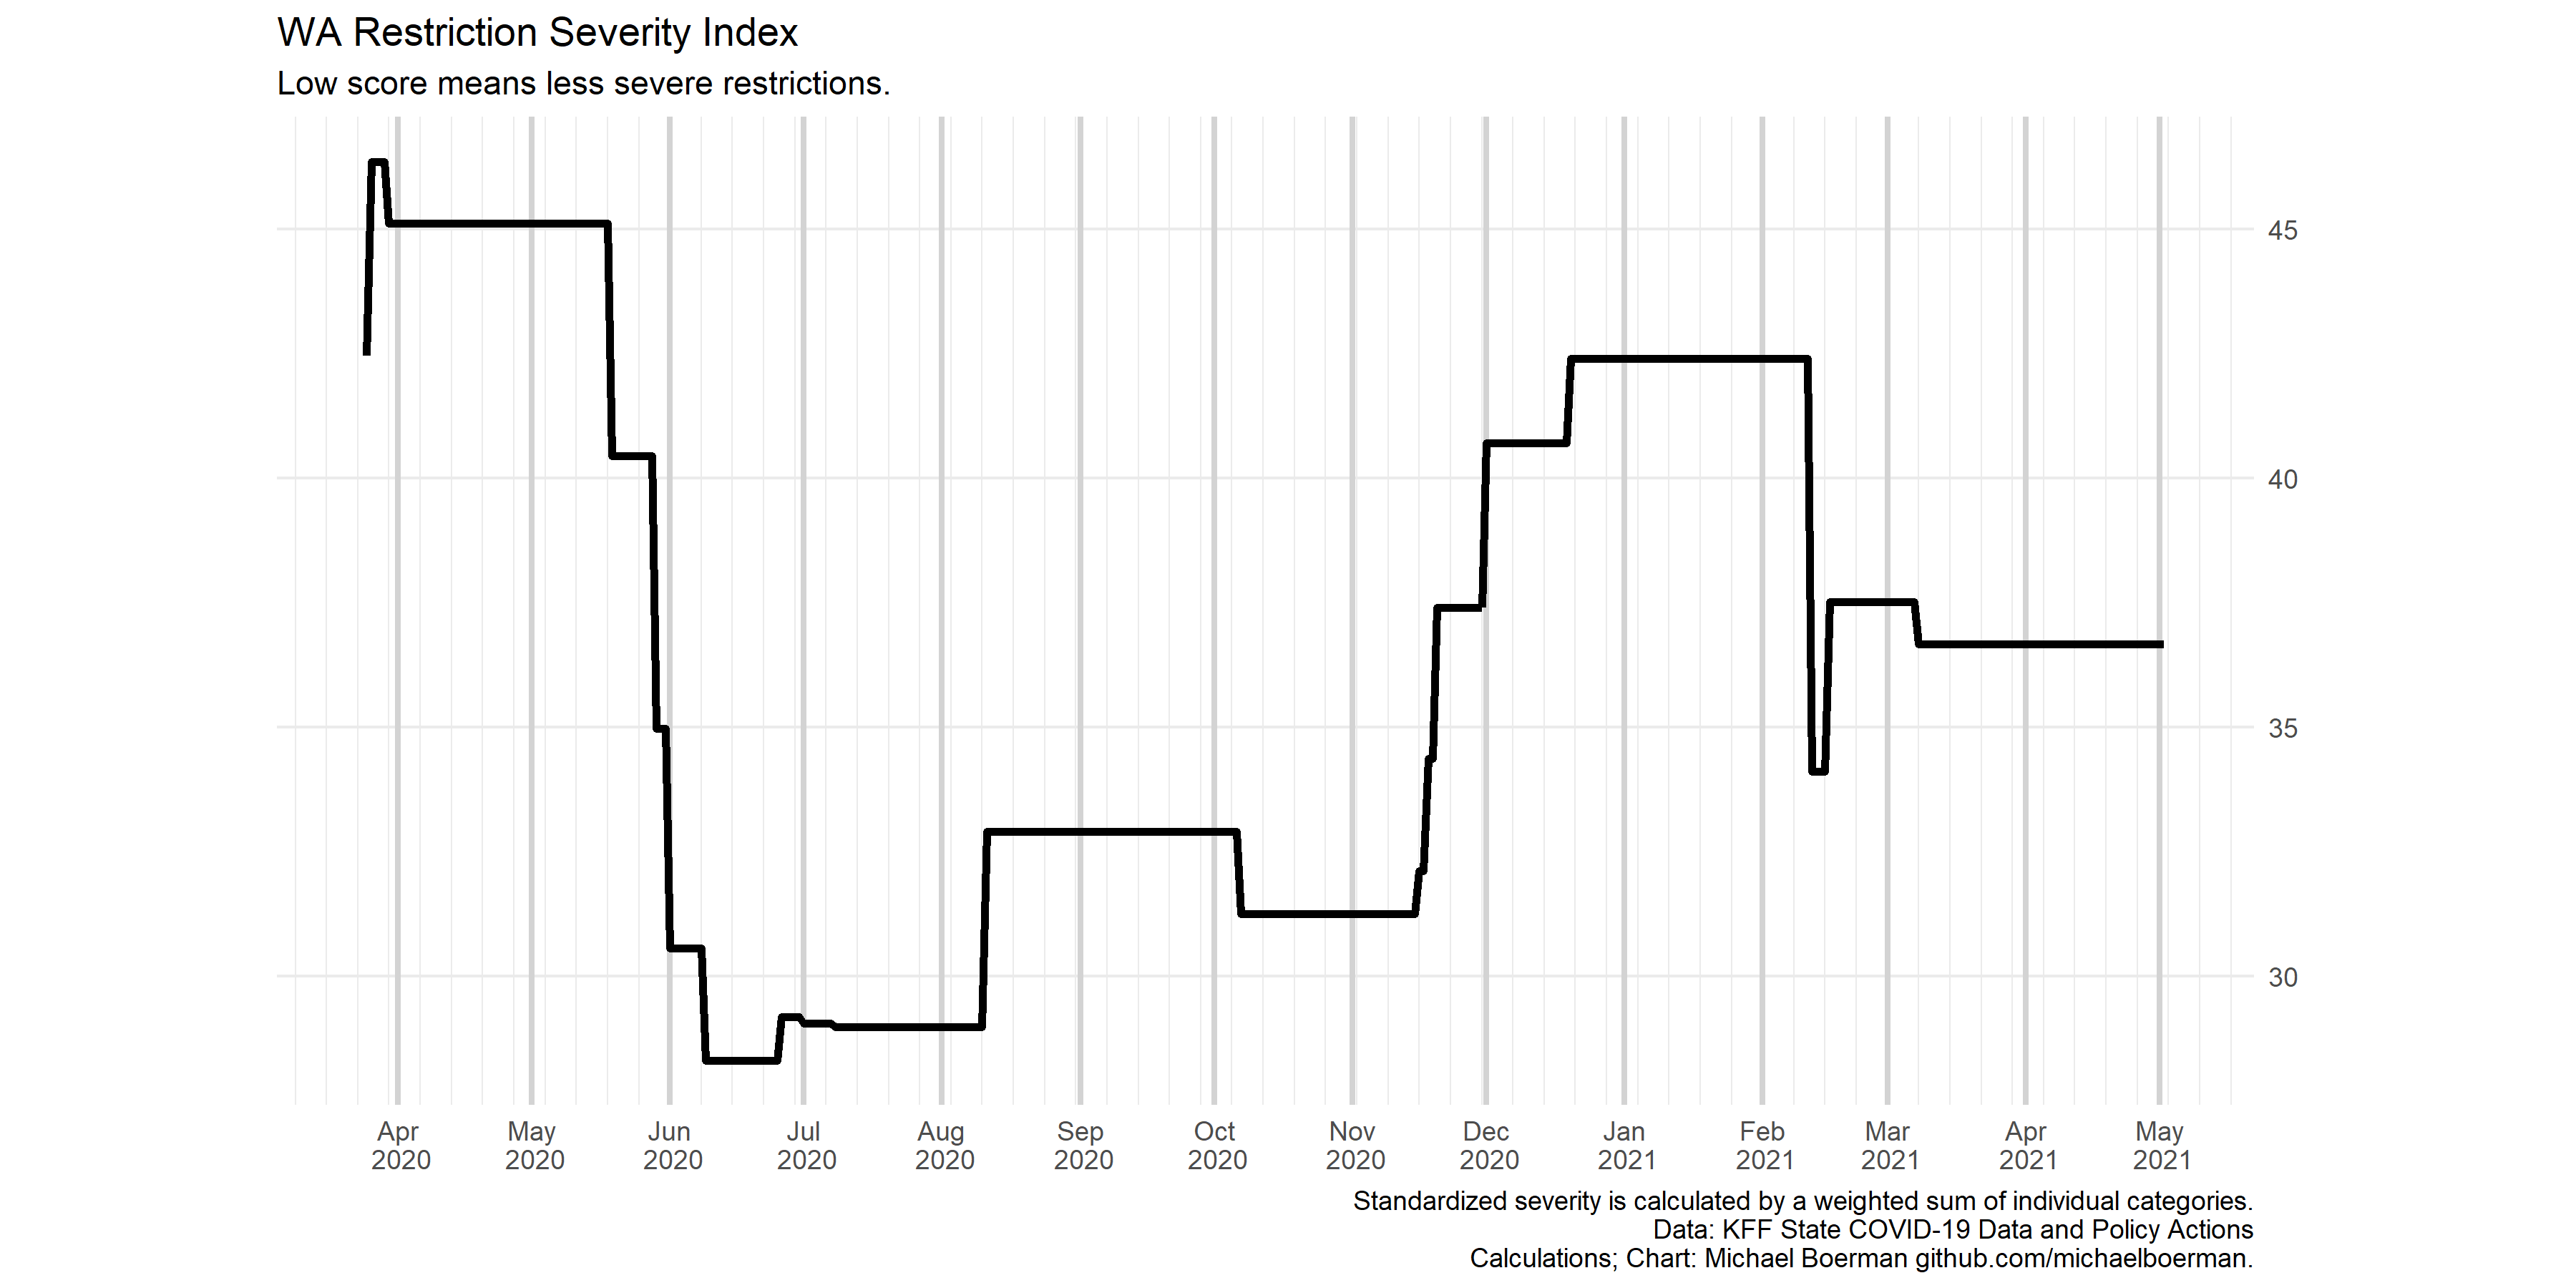 WA Restriction Severity Index
Low score means less severe restrictions.
45
40
35
30
Apr 2020
May 2020
Jun 2020
Jul 2020
Aug 2020
Sep 2020
Oct 2020
Nov 2020
Dec 2020
Jan 2021
Feb 2021
Mar 2021
Apr 2021
May 2021
Standardized severity is calculated by a weighted sum of individual categories.
Data: KFF State COVID-19 Data and Policy Actions
Calculations; Chart: Michael Boerman github.com/michaelboerman.